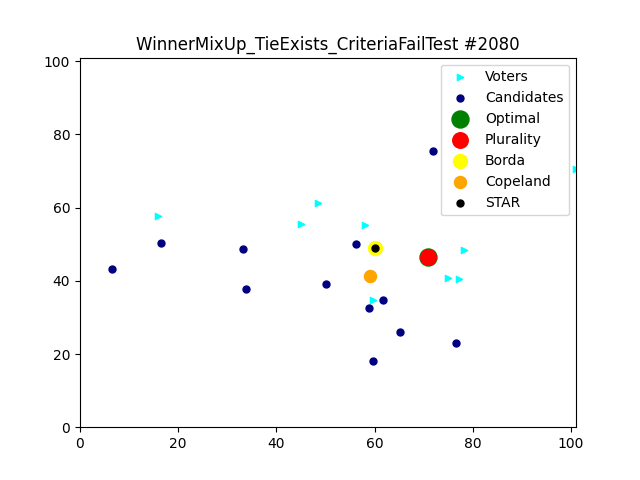 WinnerMixUp_TieExists_CriteriaFailTest #2080
100
80
60
40
20
0
0
20
40
60
80
100
Voters
Candidates
Optimal
Plurality
Borda
Copeland
STAR